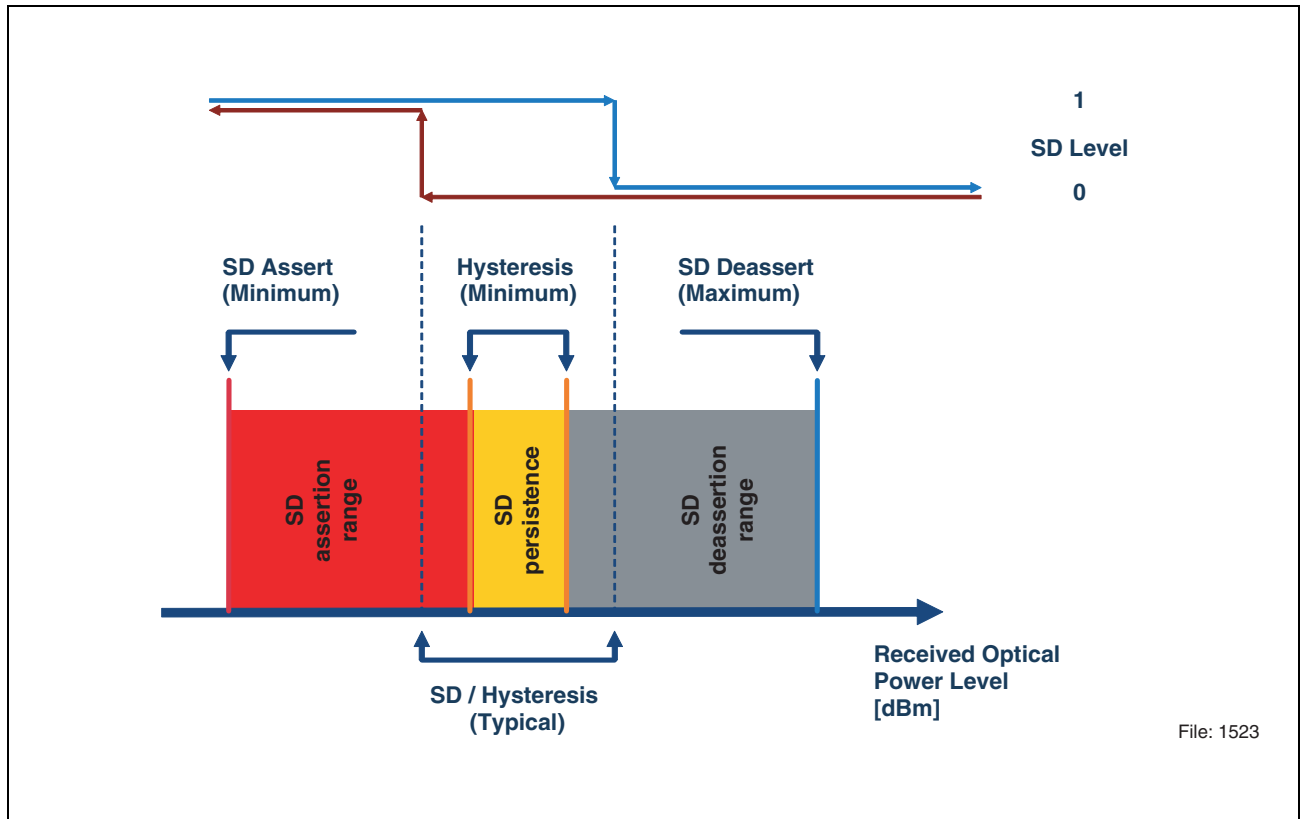 1
SD Level
0
SD Assert
(Minimum)
Hysteresis
(Minimum)
SD Deassert
(Maximum)
SD
assertion
range
SD
persistence
SD
deassertion
range
SD / Hysteresis
(Typical)
Received Optical
Power Level
[dBm]
File: 1523